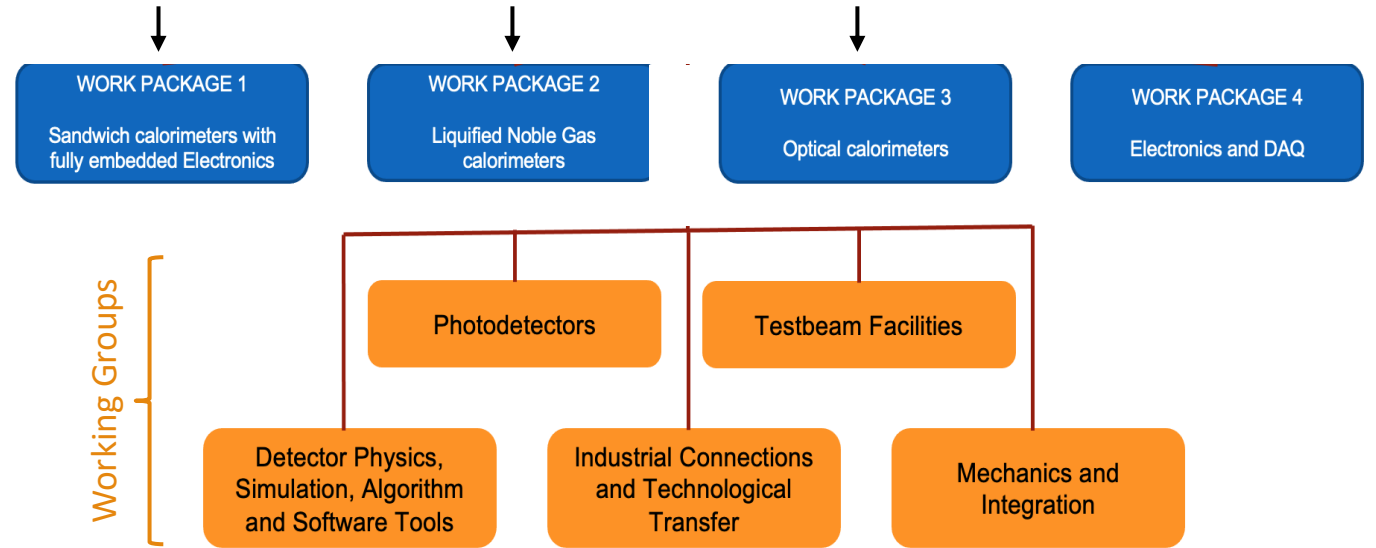 WORK PACKAGE 1
Sandwich calorimeters with
fully embedded Electronics
WORK PACKAGE 2
Liquified Noble Gas
calorimeters
WORK PACKAGE 3
Optical calorimeters
WORK PACKAGE 4
Electronics and DAQ
Working Groups
Photodetectors
Testbeam Facilities
Detector Physics,
Simulation, Algorithm
and Software Tools
Industrial Connections
and Technological
Transfer
Mechanics and
Integration